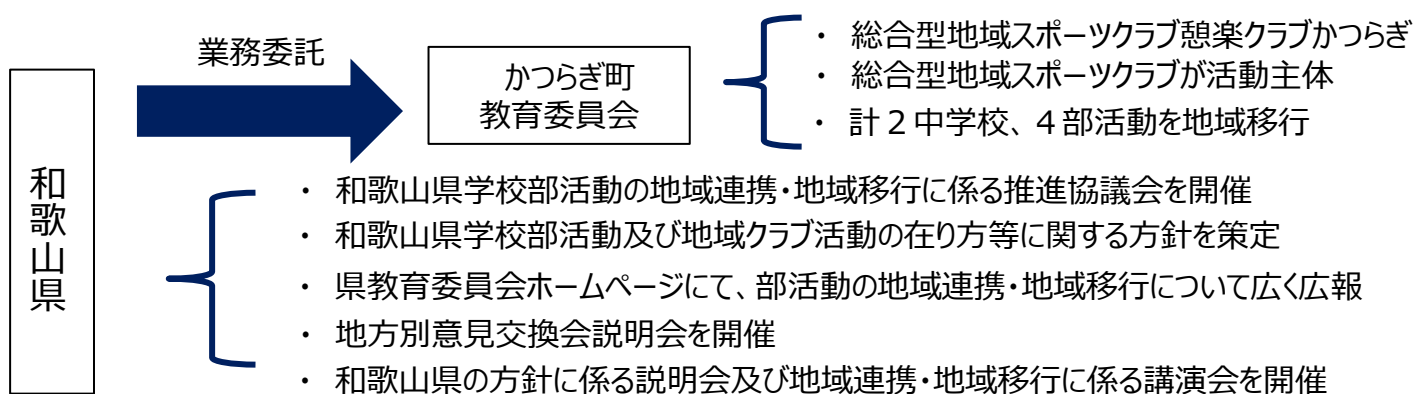 業務委託
かつらぎ町
教育委員会
・ 総合型地域スポーツクラブ憩楽クラブかつらぎ
・ 総合型地域スポーツクラブが活動主体
・ 計２中学校、４部活動を地域移行
和歌山県
・ 和歌山県学校部活動の地域連携・地域移行に係る推進協議会を開催
・ 和歌山県学校部活動及び地域クラブ活動の在り方等に関する方針を策定
・ 県教育委員会ホームページにて、部活動の地域連携・地域移行について広く広報
・ 地方別意見交換会説明会を開催
・ 和歌山県の方針に係る説明会及び地域連携・地域移行に係る講演会を開催